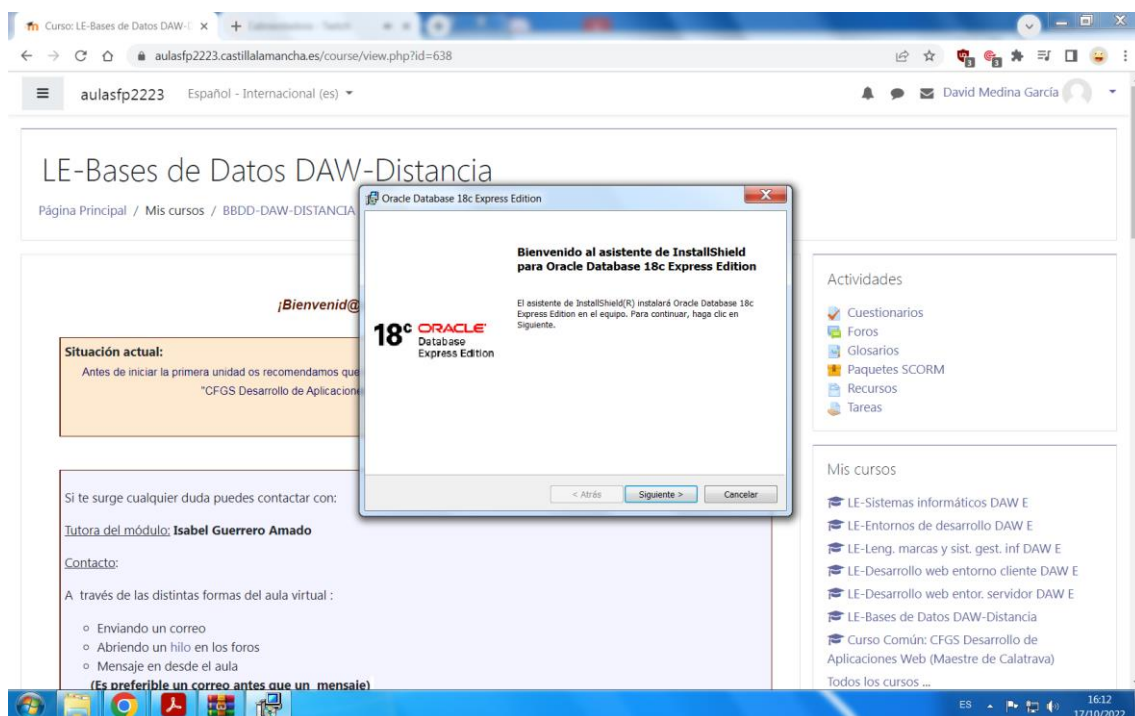 Curso: LE-Bases de Datos DAW-D
aulasfp2223.castillalamancha.es/course/view.php?id=638
3
3
aulasfp2223
Español - Internacional (es)
David Medina García
LE-Bases de Datos DAW-Distancia
Página Principal / Mis cursos / BBDD-DAW-DISTANCIA
Oracle Database 18c Express Edition
Bienvenido al asistente de InstallShield
para Oracle Database 18c Express Edition
El asistente de InstallShield(R) instalará Oracle Database 18c
Express Edition en el equipo. Para continuar, haga clic en
Siguiente.
18c ORACLE
Database
Express Edition
< Atrás
Siguiente >
Cancelar
¡Bienvenid@
Situación actual:
Antes de iniciar la primera unidad os recomendamos que
"CFGS Desarrollo de Aplicacione
Si te surge cualquier duda puedes contactar con:
Tutora del módulo: Isabel Guerrero Amado
Contacto:
A través de las distintas formas del aula virtual :
Enviando un correo
Abriendo un hilo en los foros
Mensaje en desde el aula
(Es preferible un correo antes que un mensaje)
Actividades
Cuestionarios
Foros
Glosarios
Paquetes SCORM
Recursos
Tareas
Mis cursos
LE-Sistemas informáticos DAW E
LE-Entornos de desarrollo DAW E
LE-Leng. marcas y sist. gest. inf DAW E
LE-Desarrollo web entorno cliente DAW E
LE-Desarrollo web entor. servidor DAW E
LE-Bases de Datos DAW-Distancia
Curso Común: CFGS Desarrollo de
Aplicaciones Web (Maestre de Calatrava)
Todos los cursos ...
ES
16:12
17/10/2022